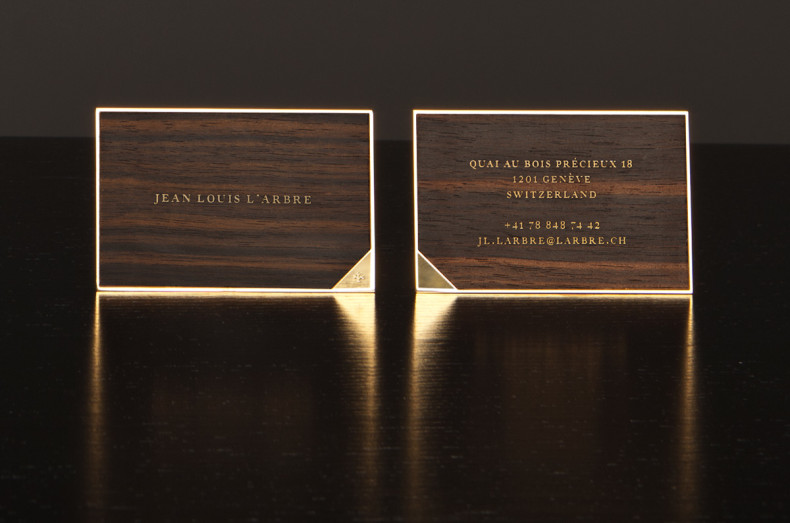 JEAN LOUIS L'ARBRE
QUAI AU BOIS PRÉCIEUX 18
1201 GENÈVE
SWITZERLAND
+41 78 848 74 42
JL.LARBRE@LARBRE.CH